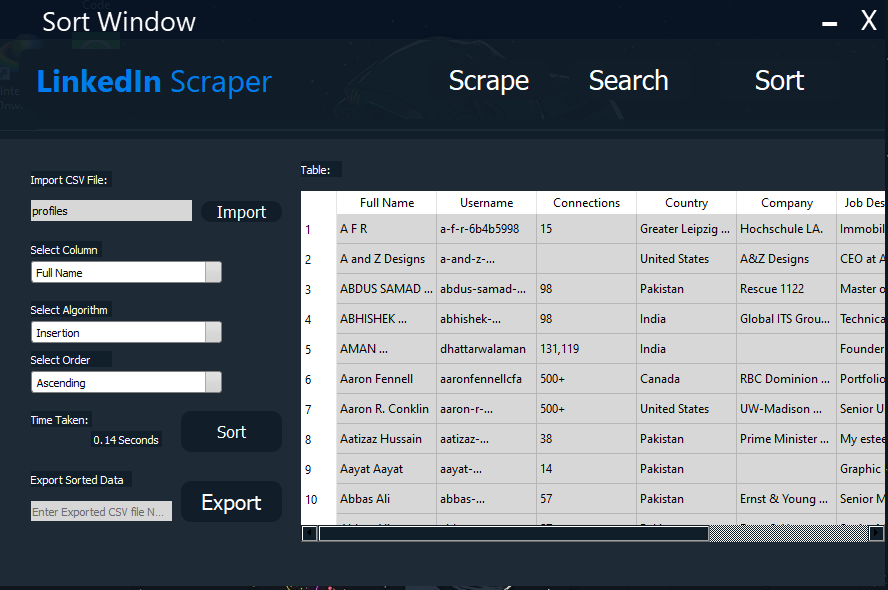 Sort Window
X
LinkedIn Scraper
Scrape Search Sort
Import CSV File:
profiles
Import
Select Column
Full Name
Select Algorithm
Insertion
Select Order
Ascending
Time Taken:
0.14 Seconds
Sort
Export Sorted Data
Enter Exported CSV file N...
Export
Table:
Full Name Username Connections Country Company Job Des
1 A F R a-f-r-6b4b5998 15 Greater Leipzig ... Hochschule LA. Immobil
2 A and Z Designs a-and-z-... United States A&Z Designs CEO at A
3 ABDUS SAMAD ... abdus-samad-... 98 Pakistan Rescue 1122 Master o
4 ABHISHEK ... abhishek-... 98 India Global ITS Grou... Technica
5 AMAN ... dhattarwalaman 131,119 India Founder
6 Aaron Fennell aaronfennellcfa 500+ Canada RBC Dominion ... Portfolio
7 Aaron R. Conklin aaron-r-... 500+ United States UW-Madison ... Senior U
8 Aatizaz Hussain aatizaz-... 38 Pakistan Prime Minister ... My estee
9 Aayat Aayat aayat-... 14 Pakistan Graphic
10 Abbas Ali abbas-... 57 Pakistan Ernst & Young ... Senior M